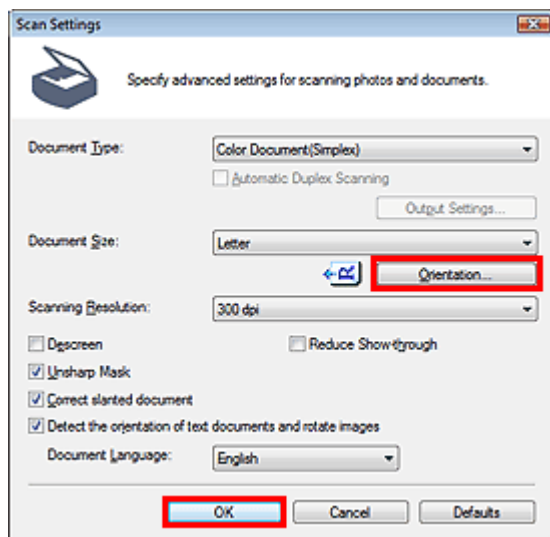 Scan Settings
Specify advanced settings for scanning photos and documents.
Document Type: Color Document(Simplex)
Automatic Duplex Scanning
Output Settings...
Document Size: Letter
R Orientation...
Scanning Resolution: 300 dpi
Descreen Reduce Show-through
Unsharp Mask
Correct slanted document
Detect the orientation of text documents and rotate images
Document Language: English
OK Cancel Defaults